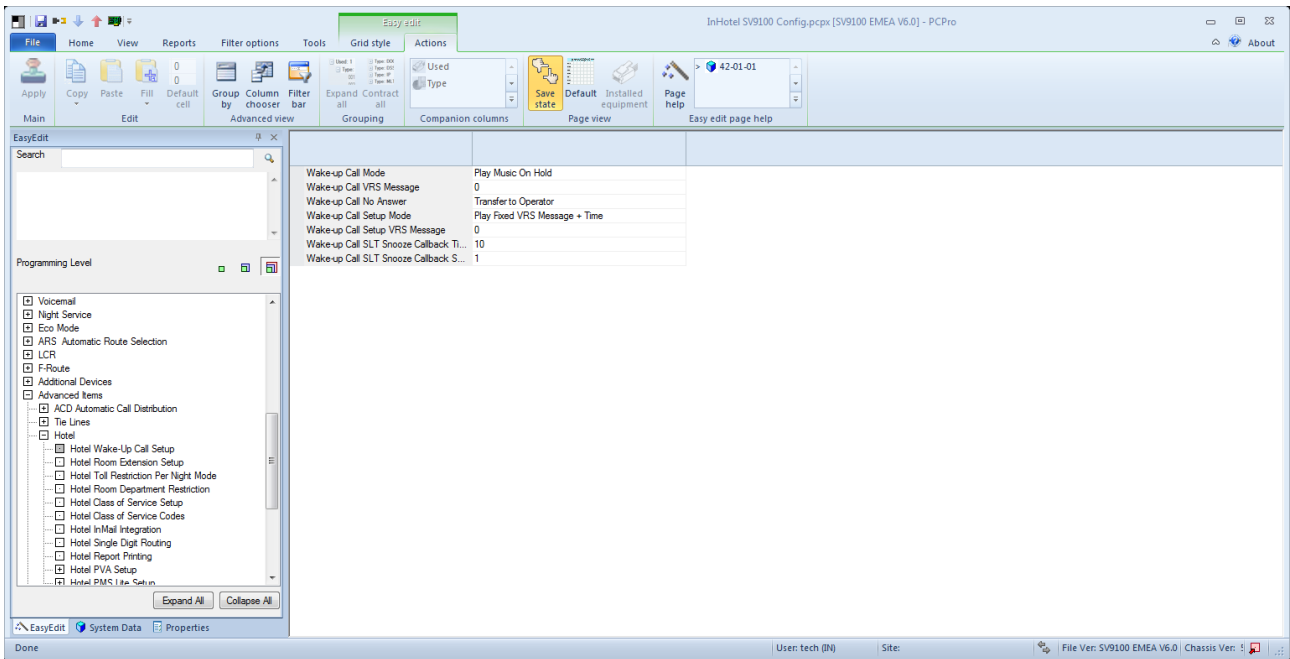 Easy edit
InHotel SV9100 Config.pcpx [SV9100 EMEA V6.0] - PCPro
File Home View Reports Filter options Tools Grid style Actions About
Apply Copy Paste Fill Default cell Group by Column chooser Filter bar Expand all Contract all Used Type Save state Default Installed equipment Page help > 42-01-01
0
0
Main Edit Advanced view Grouping Companion columns Page view Easy edit page help
EasyEdit
Search
Programming Level
Voicemail
Night Service
Eco Mode
ARS Automatic Route Selection
LCR
F-Route
Additional Devices
Advanced Items
ACD Automatic Call Distribution
Tie Lines
Hotel
Hotel Wake-Up Call Setup
Hotel Room Extension Setup
Hotel Toll Restriction Per Night Mode
Hotel Room Department Restriction
Hotel Class of Service Setup
Hotel Class of Service Codes
Hotel InMail Integration
Hotel Single Digit Routing
Hotel Report Printing
Hotel PVA Setup
Hotel PMS Lite Setup
Expand All Collapse All
EasyEdit System Data Properties
Wake-up Call Mode Play Music On Hold
Wake-up Call VRS Message 0
Wake-up Call No Answer Transfer to Operator
Wake-up Call Setup Mode Play Fixed VRS Message + Time
Wake-up Call Setup VRS Message 0
Wake-up Call SLT Snooze Callback Ti... 10
Wake-up Call SLT Snooze Callback S... 1
Done User: tech (IN) Site: File Ver: SV9100 EMEA V6.0 Chassis Ver: